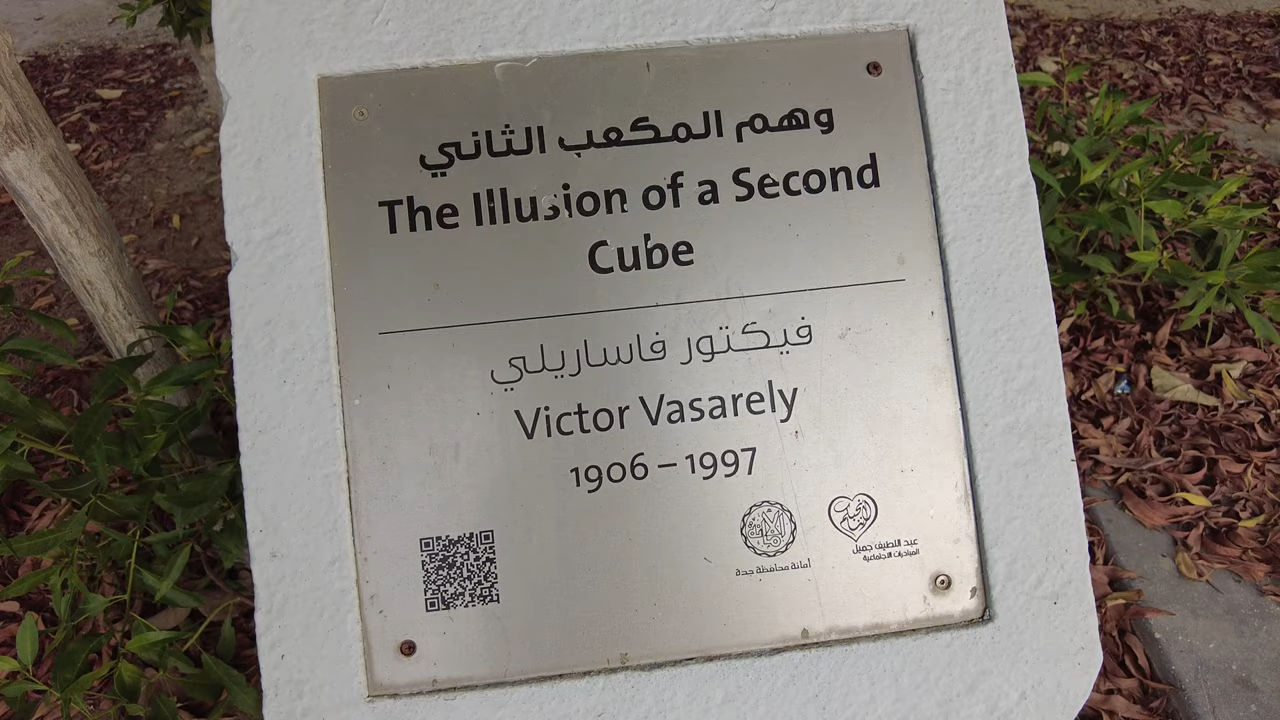 وهم المكعب الثاني
The Illusion of a Second
Cube
فيكتور فاساريلي
Victor Vasarely
1906 – 1997
أمانة محافظة جدة
عبد اللطيف جميل
المبادرات الاجتماعية